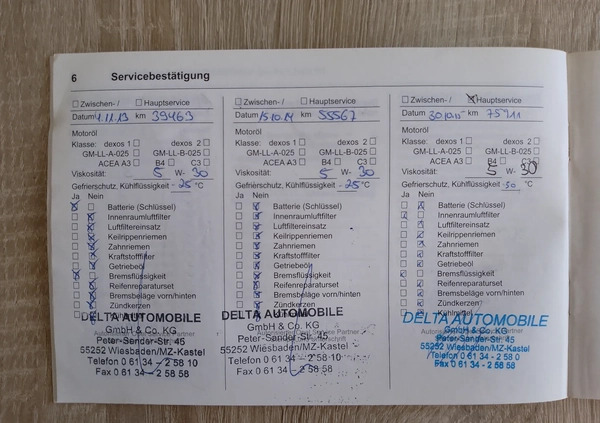 6 Servicebestätigung
Zwischen- / Hauptservice
Datum 1.11.13 km 39463
Motoröl
Klasse: dexos 1 dexos 2
GM-LL-A-025 GM-LL-B-025
ACEA A3 B4 C3
Viskosität: 5 W- 30
Gefrierschutz, Kühlflüssigkeit -25 °C
Ja Nein
Batterie (Schlüssel)
Innenraumluftfilter
Luftfiltereinsatz
Keilrippenriemen
Zahnriemen
Kraftstofffilter
Getriebeöl
Bremsflüssigkeit
Reifenreparaturset
Bremsbeläge vorn/hinten
Zündkerzen
DELTA AUTOMOBILE
GmbH & Co. KG
Peter-Sander-Str. 45
55252 Wiesbaden/MZ-Kastel
Telefon 0 61 34 - 2 58 10
Fax 0 61 34 - 2 58 58
Zwischen- / Hauptservice
Datum 15.10.14 km 55567
Motoröl
Klasse: dexos 1 dexos 2
GM-LL-A-025 GM-LL-B-025
ACEA A3 B4 C3
Viskosität: 5 W- 30
Gefrierschutz, Kühlflüssigkeit -25 °C
Ja Nein
Batterie (Schlüssel)
Innenraumluftfilter
Luftfiltereinsatz
Keilrippenriemen
Zahnriemen
Kraftstofffilter
Getriebeöl
Bremsflüssigkeit
Reifenreparaturset
Bremsbeläge vorn/hinten
Zündkerzen
DELTA AUTOMOBILE
GmbH & Co. KG
Peter-Sander-Str. 45
55252 Wiesbaden/MZ-Kastel
Telefon 0 61 34 - 2 58 10
Fax 0 61 34 - 2 58 58
Zwischen- / Hauptservice
Datum 30.10.15 km 75911
Motoröl
Klasse: dexos 1 dexos 2
GM-LL-A-025 GM-LL-B-025
ACEA A3 B4 C3
Viskosität: 5 W- 30
Gefrierschutz, Kühlflüssigkeit -30 °C
Ja Nein
Batterie (Schlüssel)
Innenraumluftfilter
Luftfiltereinsatz
Keilrippenriemen
Zahnriemen
Kraftstofffilter
Getriebeöl
Bremsflüssigkeit
Reifenreparaturset
Bremsbeläge vorn/hinten
Zündkerzen
Kühlmittel
DELTA AUTOMOBILE
GmbH & Co. KG
Peter-Sander-Str. 45
55252 Wiesbaden/MZ-Kastel
Telefon 0 61 34 - 2 58 0
Fax 0 61 34 - 2 58 58